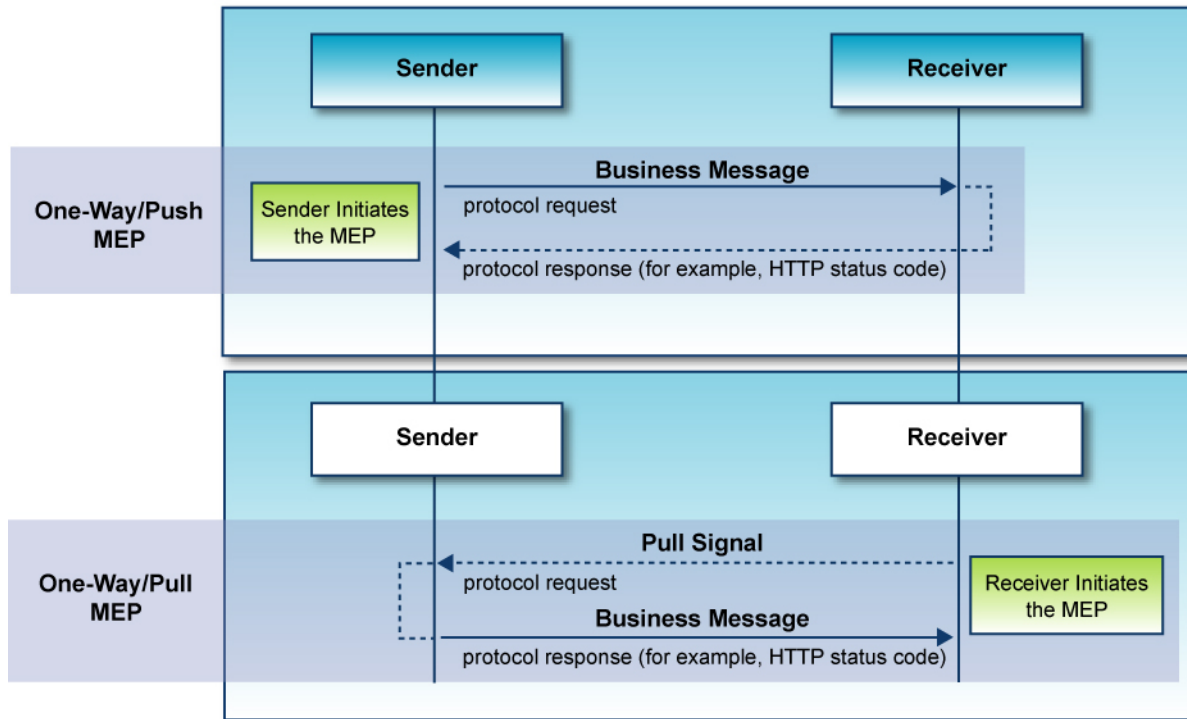 Sender
Receiver
One-Way/Push
MEP
Sender Initiates
the MEP
Business Message
protocol request
protocol response (for example, HTTP status code)
Sender
Receiver
One-Way/Pull
MEP
Pull Signal
protocol request
Receiver Initiates
the MEP
Business Message
protocol response (for example, HTTP status code)